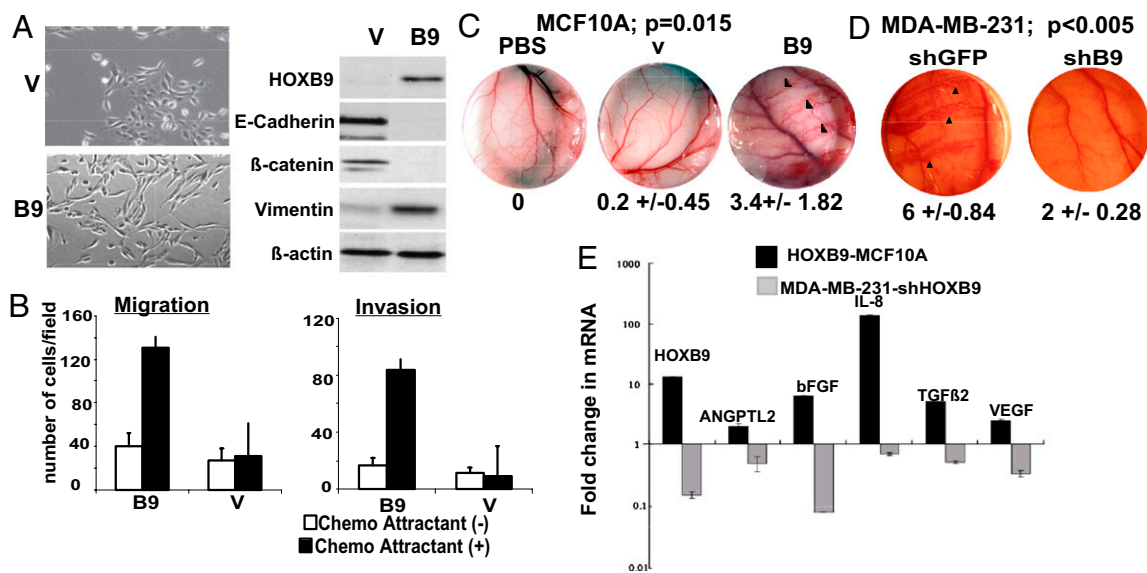 A
V
B9
V B9
HOXB9
E-Cadherin
ß-catenin
Vimentin
ß-actin
B
Migration
Invasion
number of cells/field
160
120
80
40
0
120
80
40
0
B9 V
B9 V
Chemo Attractant (-)
Chemo Attractant (+)
C
MCF10A; p=0.015
PBS
v
B9
0
0.2 +/-0.45
3.4+/- 1.82
D
MDA-MB-231; p<0.005
shGFP
shB9
6 +/-0.84
2 +/- 0.28
E
HOXB9-MCF10A
MDA-MB-231-shHOXB9
Fold change in mRNA
1000
100
10
1
0.1
0.01
HOXB9
ANGPTL2
bFGF
IL-8
TGFß2
VEGF